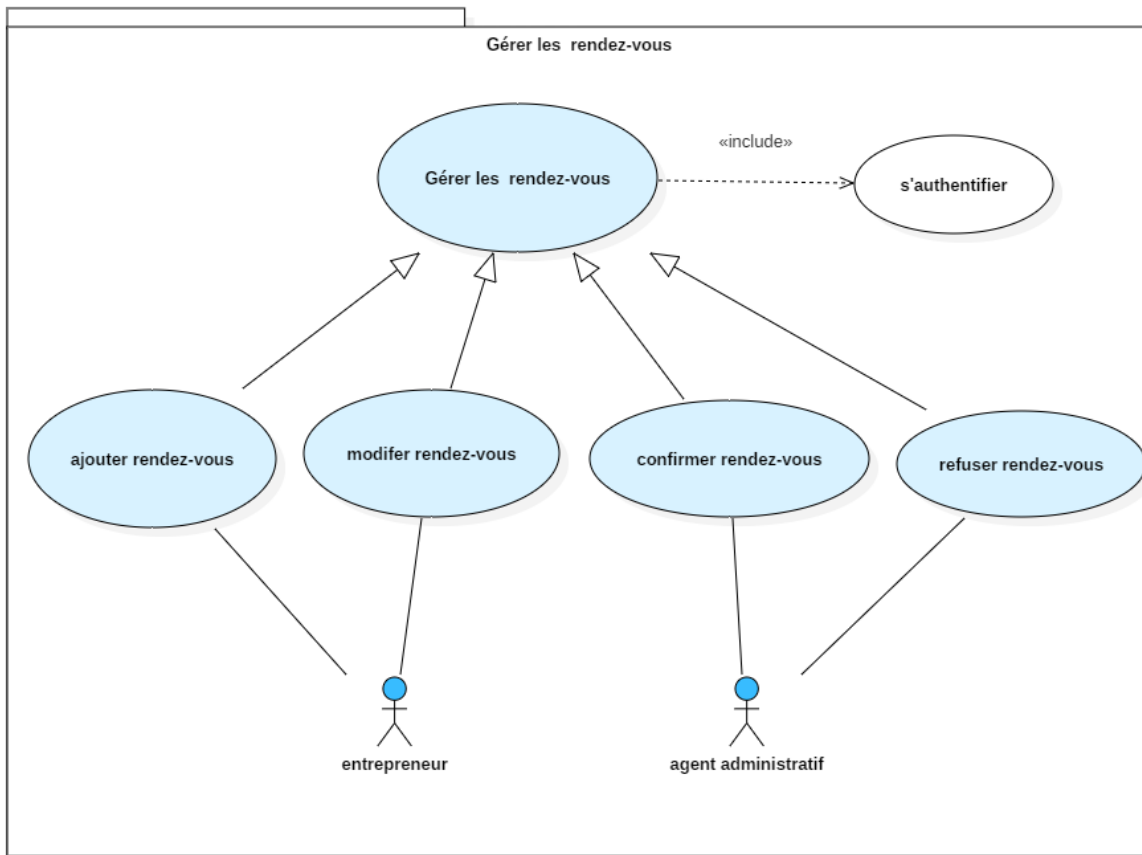 Gérer les  rendez-vous
Gérer les  rendez-vous
«include»
s'authentifier
ajouter rendez-vous
modifer rendez-vous
confirmer rendez-vous
refuser rendez-vous
entrepreneur
agent administratif